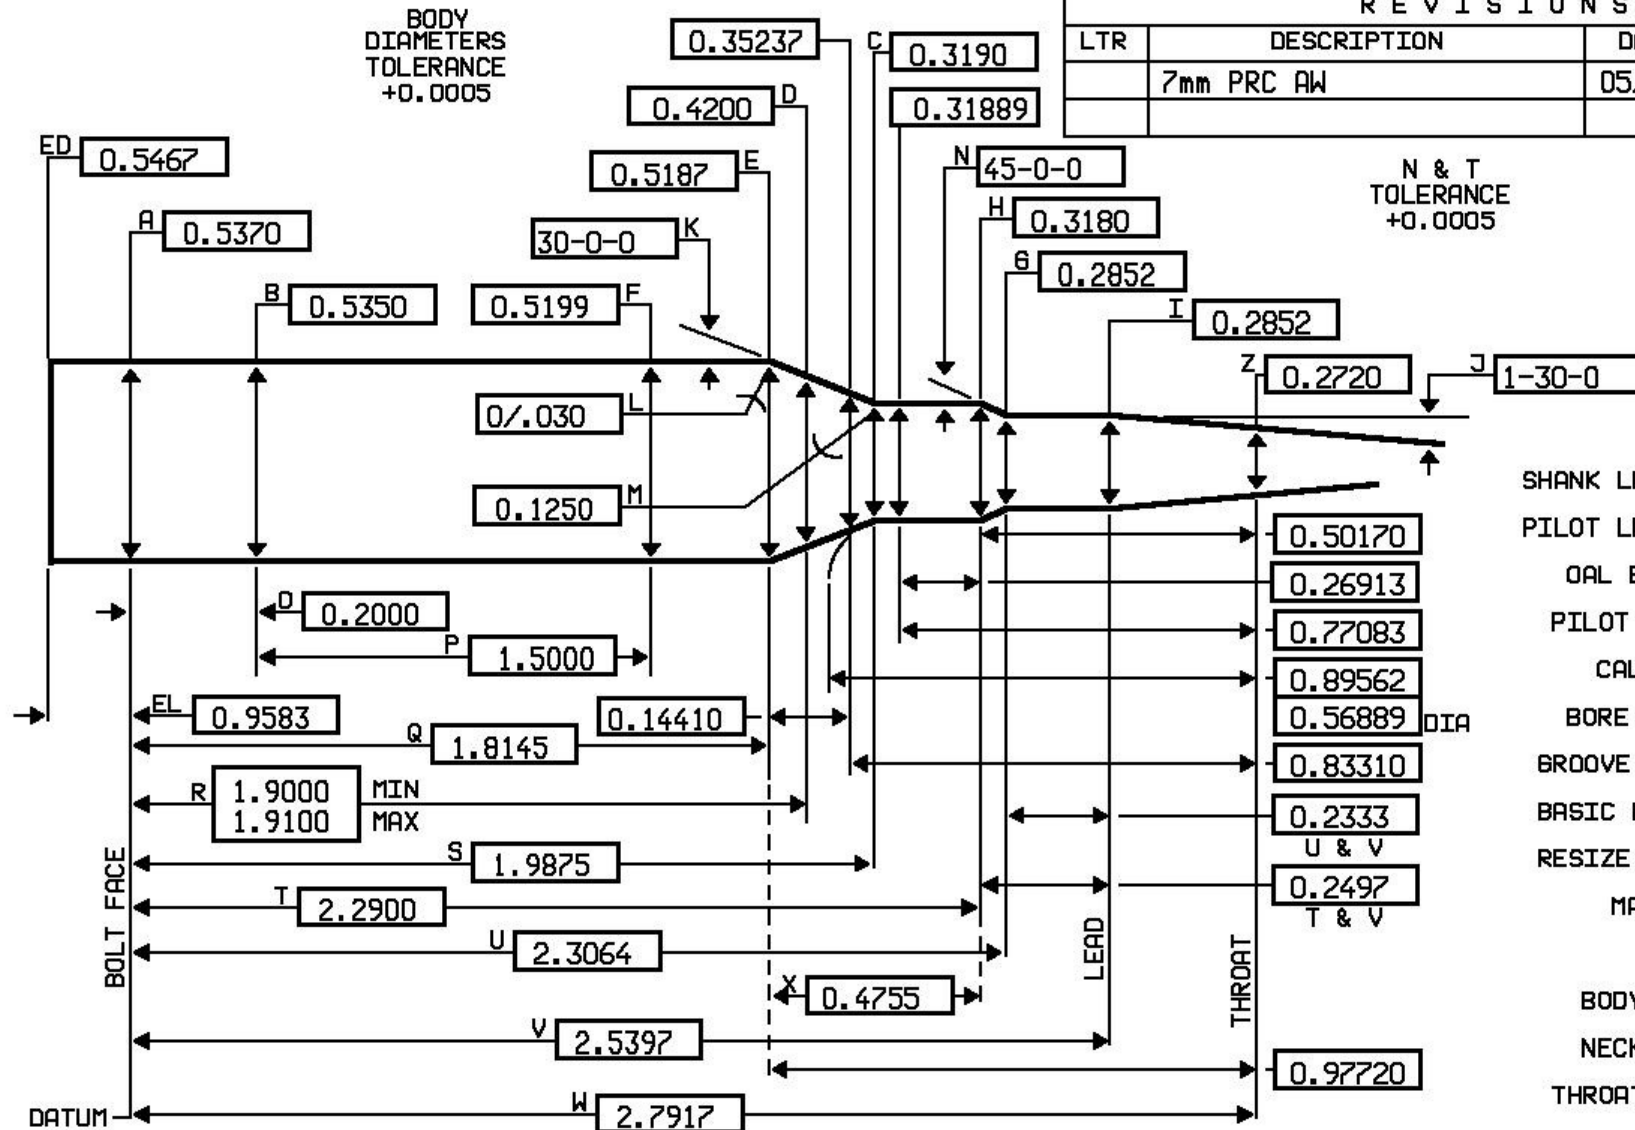 REVISIONS
LTR DESCRIPTION
7mm PRC AW 05
BODY
DIAMETERS
TOLERANCE
+0.0005
0.35237
C 0.3190
0.4200 D
0.31889
ED 0.5467
0.5187 E
N 45-0-0
N & T
TOLERANCE
+0.0005
A 0.5370
30-0-0 K
H 0.3180
G 0.2852
B 0.5350
0.5199 F
I 0.2852
Z 0.2720
J 1-30-0
0/.030 L
0.1250 M
SHANK
0.50170
PILOT
0.26913
OAL
O 0.2000
0.77083
PILOT
P 1.5000
0.89562
EL 0.9583
0.14410
0.56889 DIA
BORE
Q 1.8145
0.83310
GROOVE
R 1.9000 MIN
1.9100 MAX
0.2333
U & V
BASIC
S 1.9875
RESIZE
0.2497
T & V
T 2.2900
BOLT FACE
LEAD
THROAT
U 2.3064
X 0.4755
BODY
V 2.5397
NECK
0.97720
THROAT
DATUM
W 2.7917